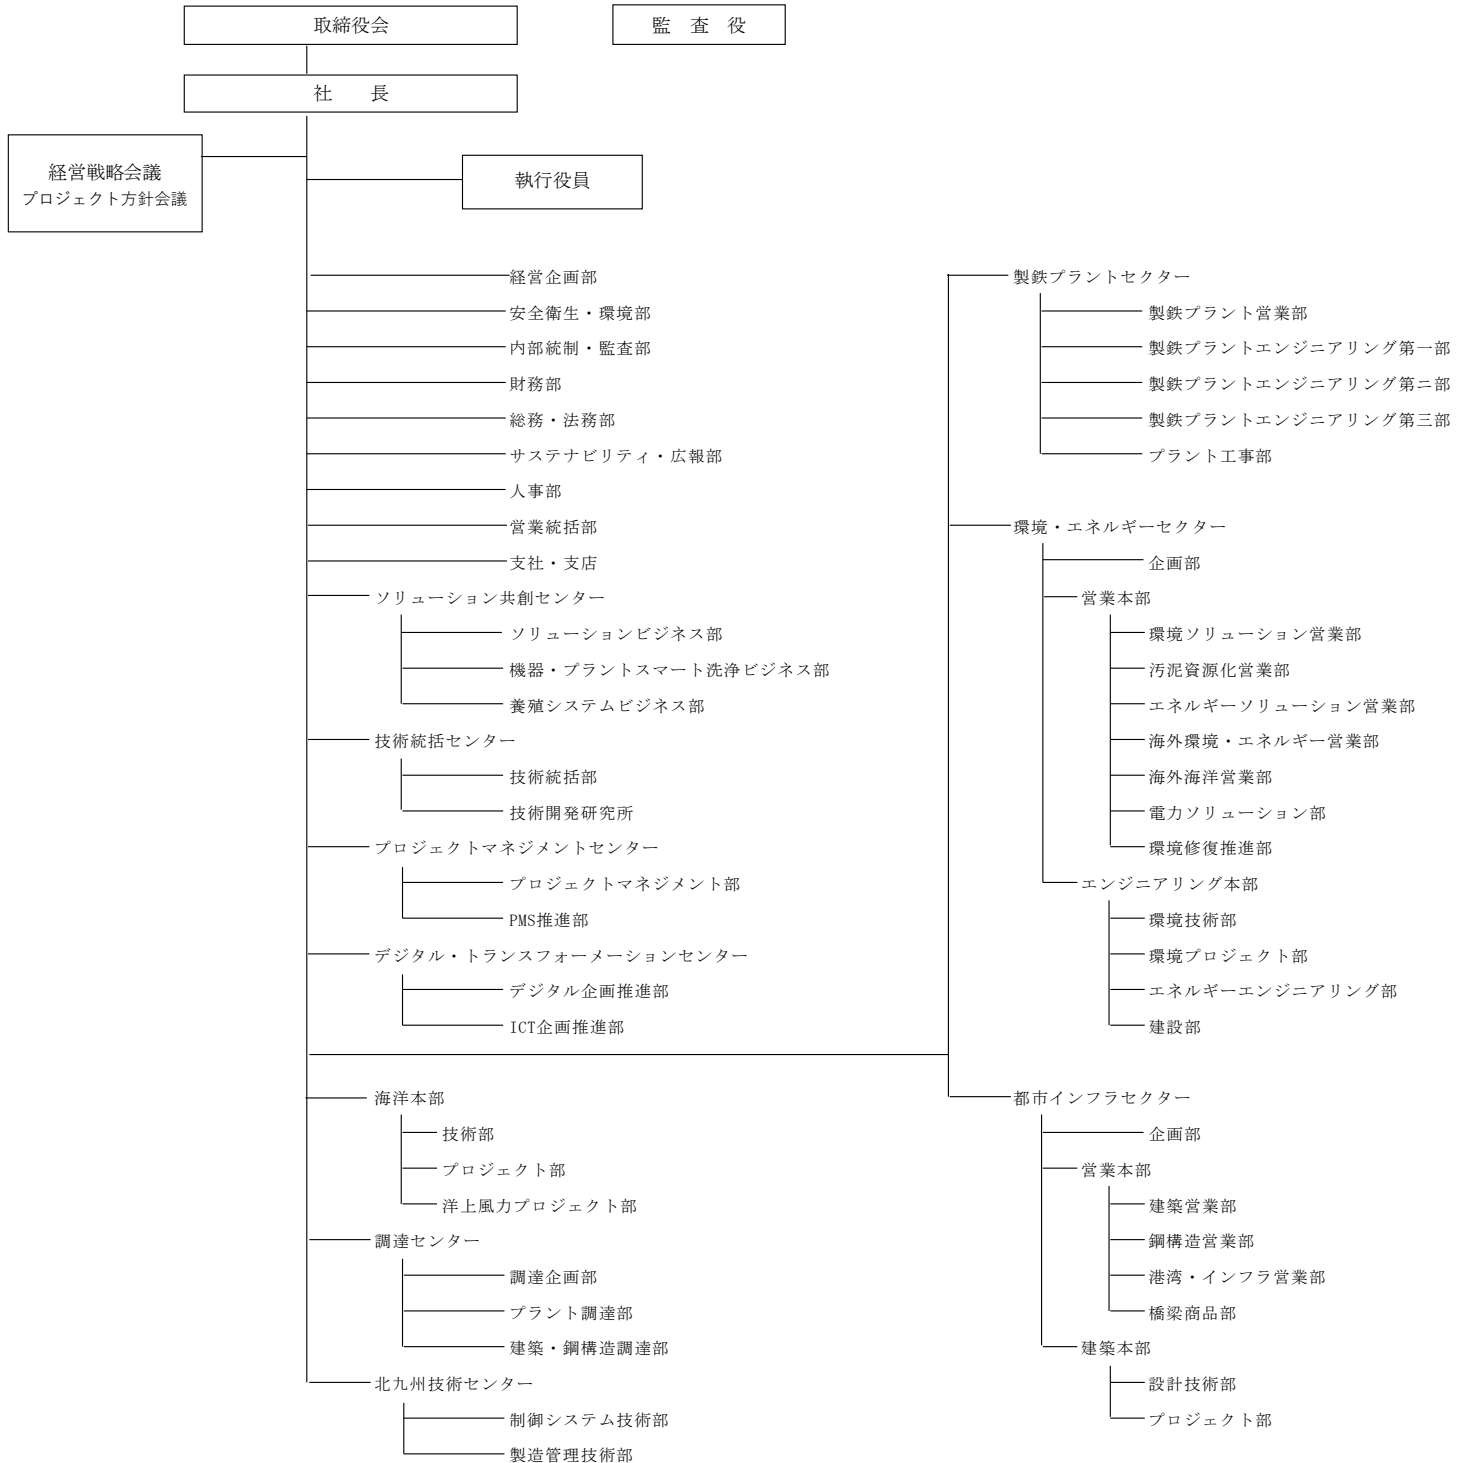 取締役会
監　査　役
社　　長
経営戦略会議
プロジェクト方針会議
執行役員
経営企画部
安全衛生・環境部
内部統制・監査部
財務部
総務・法務部
サステナビリティ・広報部
人事部
営業統括部
支社・支店
ソリューション共創センター
ソリューションビジネス部
機器・プラントスマート洗浄ビジネス部
養殖システムビジネス部
技術統括センター
技術統括部
技術開発研究所
プロジェクトマネジメントセンター
プロジェクトマネジメント部
PMS推進部
デジタル・トランスフォーメーションセンター
デジタル企画推進部
ICT企画推進部
海洋本部
技術部
プロジェクト部
洋上風力プロジェクト部
調達センター
調達企画部
プラント調達部
建築・鋼構造調達部
北九州技術センター
制御システム技術部
製造管理技術部
製鉄プラントセクター
製鉄プラント営業部
製鉄プラントエンジニアリング第一部
製鉄プラントエンジニアリング第二部
製鉄プラントエンジニアリング第三部
プラント工事部
環境・エネルギーセクター
企画部
営業本部
環境ソリューション営業部
汚泥資源化営業部
エネルギーソリューション営業部
海外環境・エネルギー営業部
海外海洋営業部
電力ソリューション部
環境修復推進部
エンジニアリング本部
環境技術部
環境プロジェクト部
エネルギーエンジニアリング部
建設部
都市インフラセクター
企画部
営業本部
建築営業部
鋼構造営業部
港湾・インフラ営業部
橋梁商品部
建築本部
設計技術部
プロジェクト部